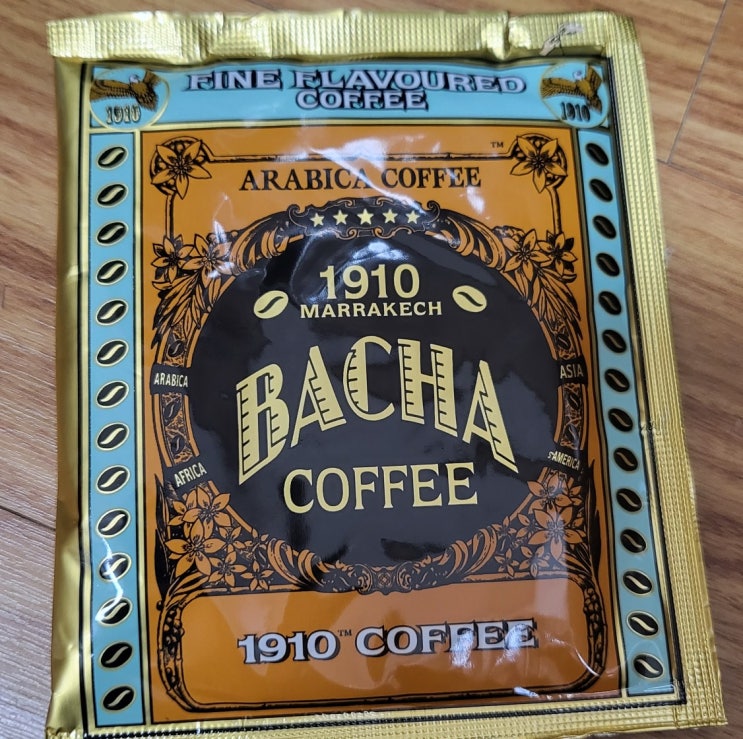 FINE FLAVOURED
COFFEE
1910
1910
TM
ARABICA COFFEE
1910
MARRAKECH
BACHA
COFFEE
ARABICA
ASIA
AFRICA
AMERICA
1910™ COFFEE